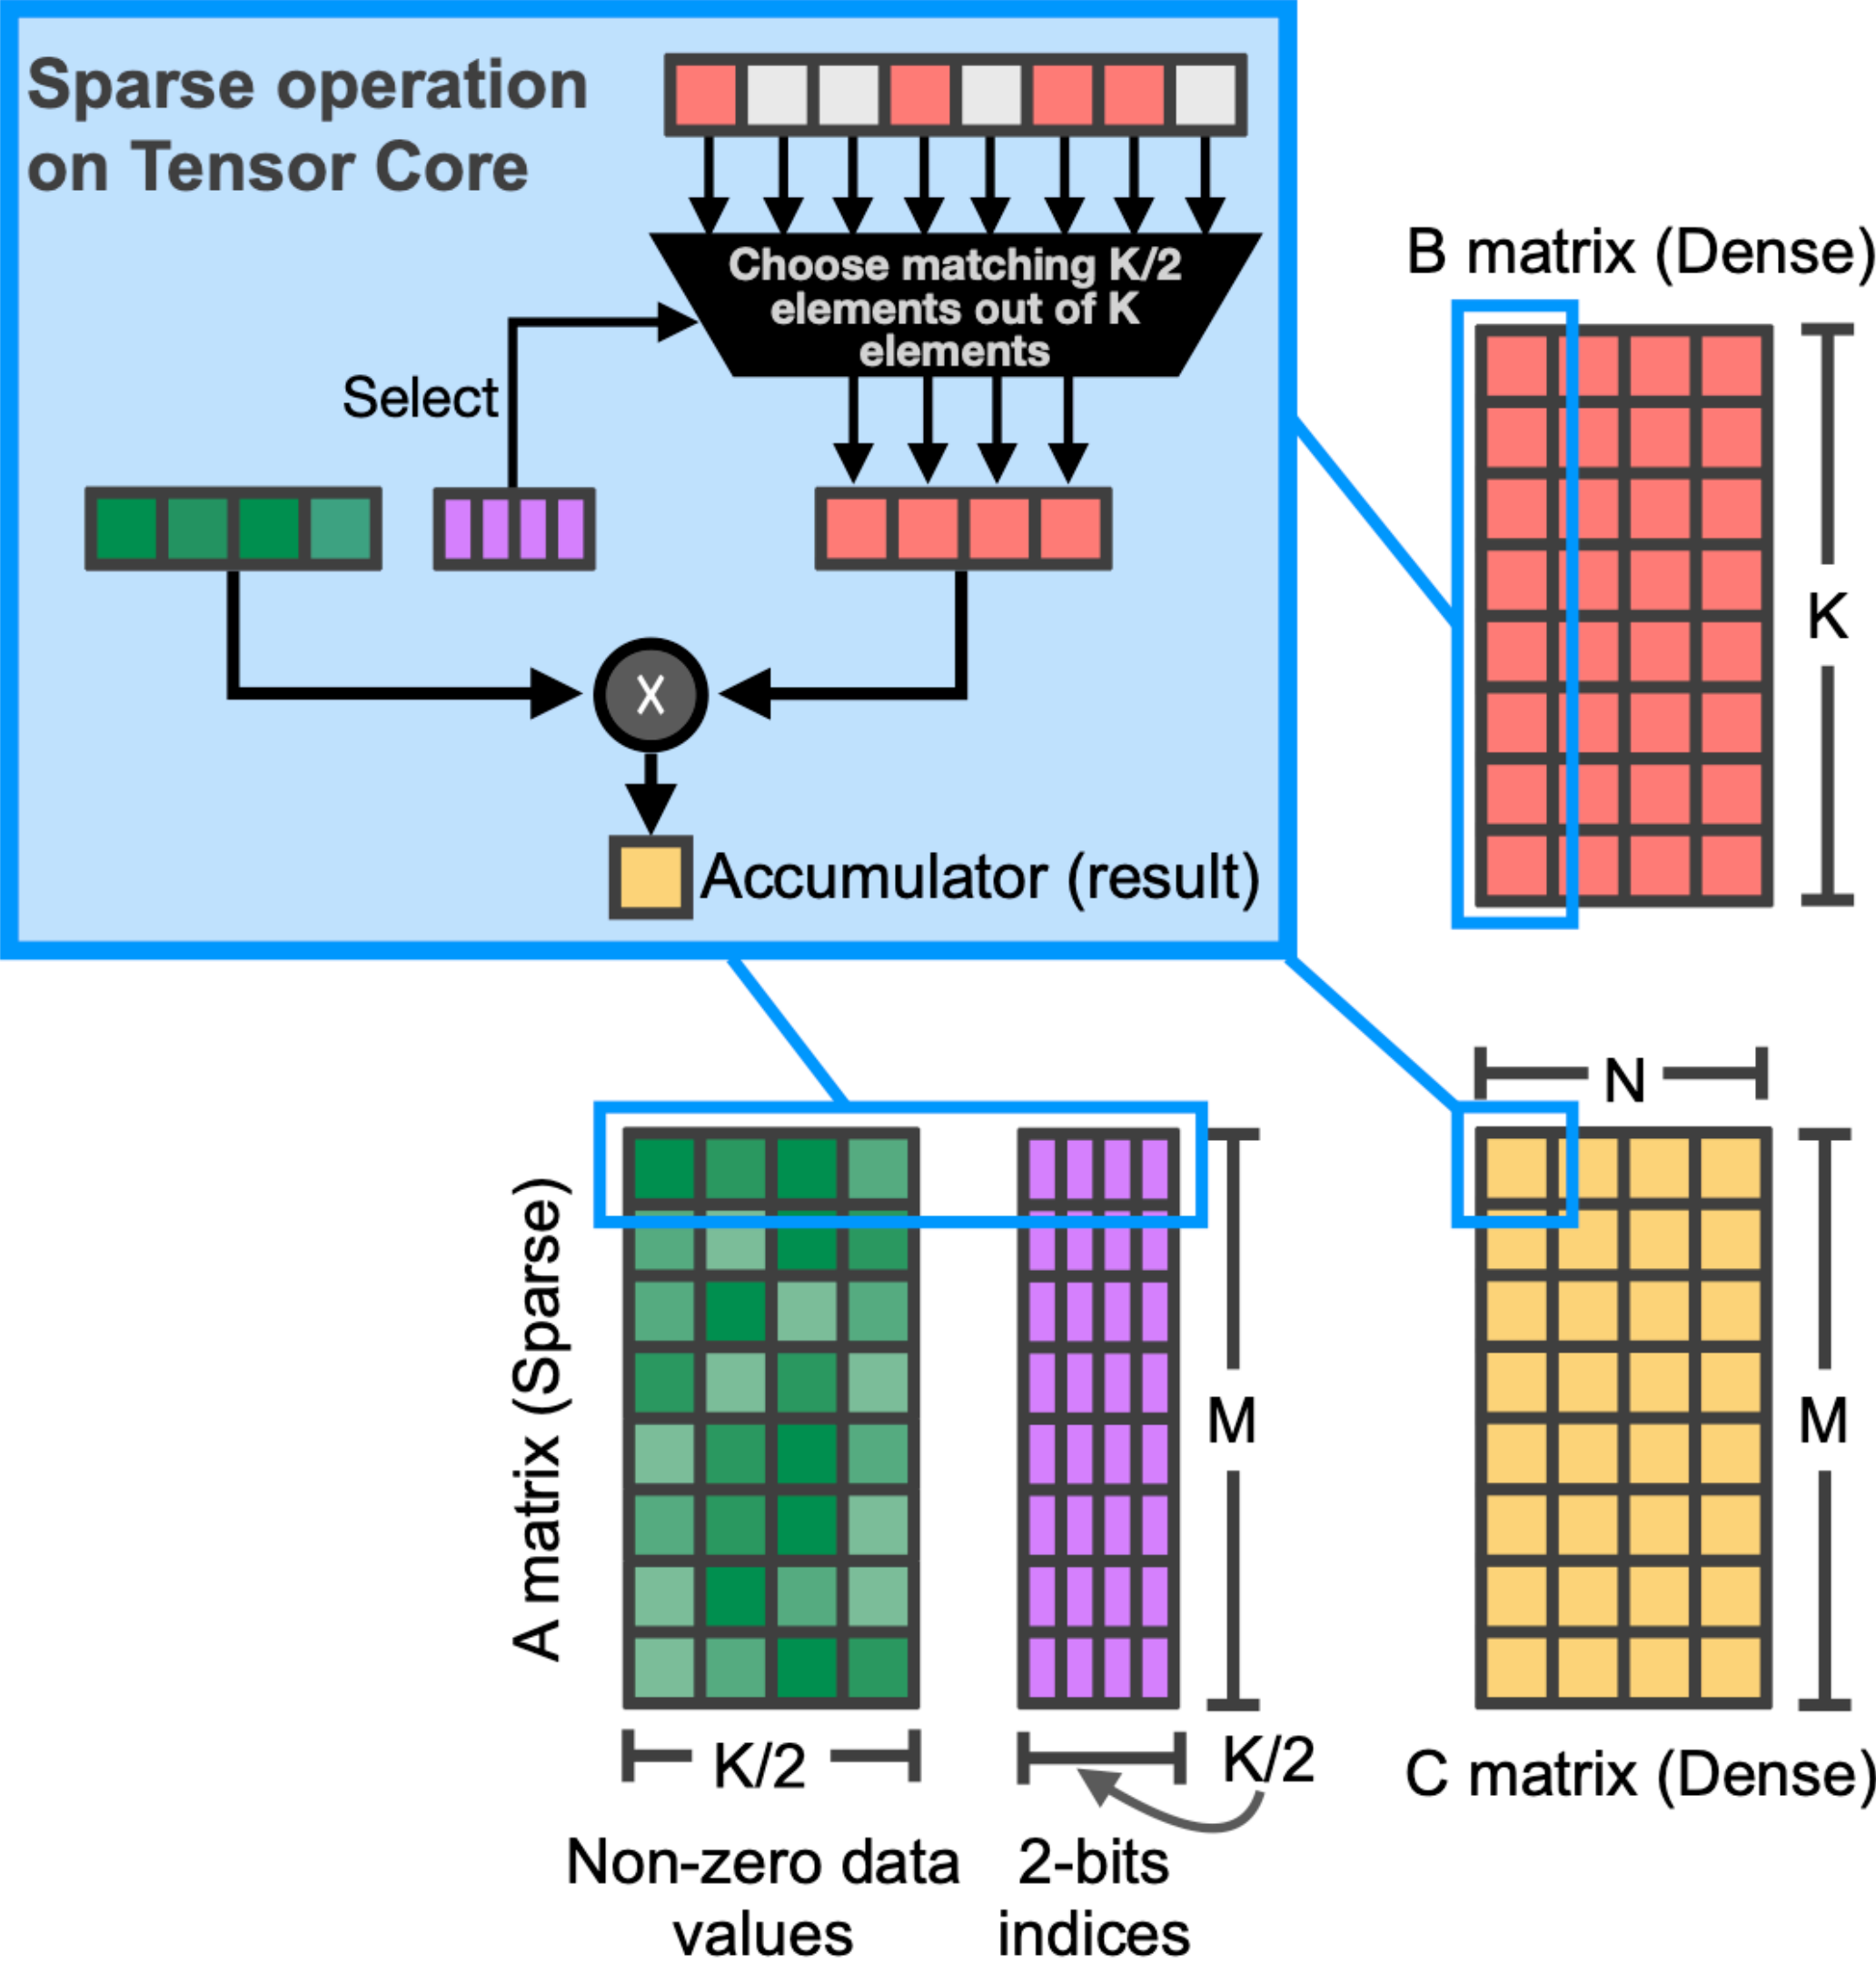 Sparse operation
on Tensor Core
Choose matching K/2
elements out of K
elements
Select
X
Accumulator (result)
B matrix (Dense)
K
N
A matrix (Sparse)
M
M
K/2
K/2
C matrix (Dense)
Non-zero data
values
2-bits
indices